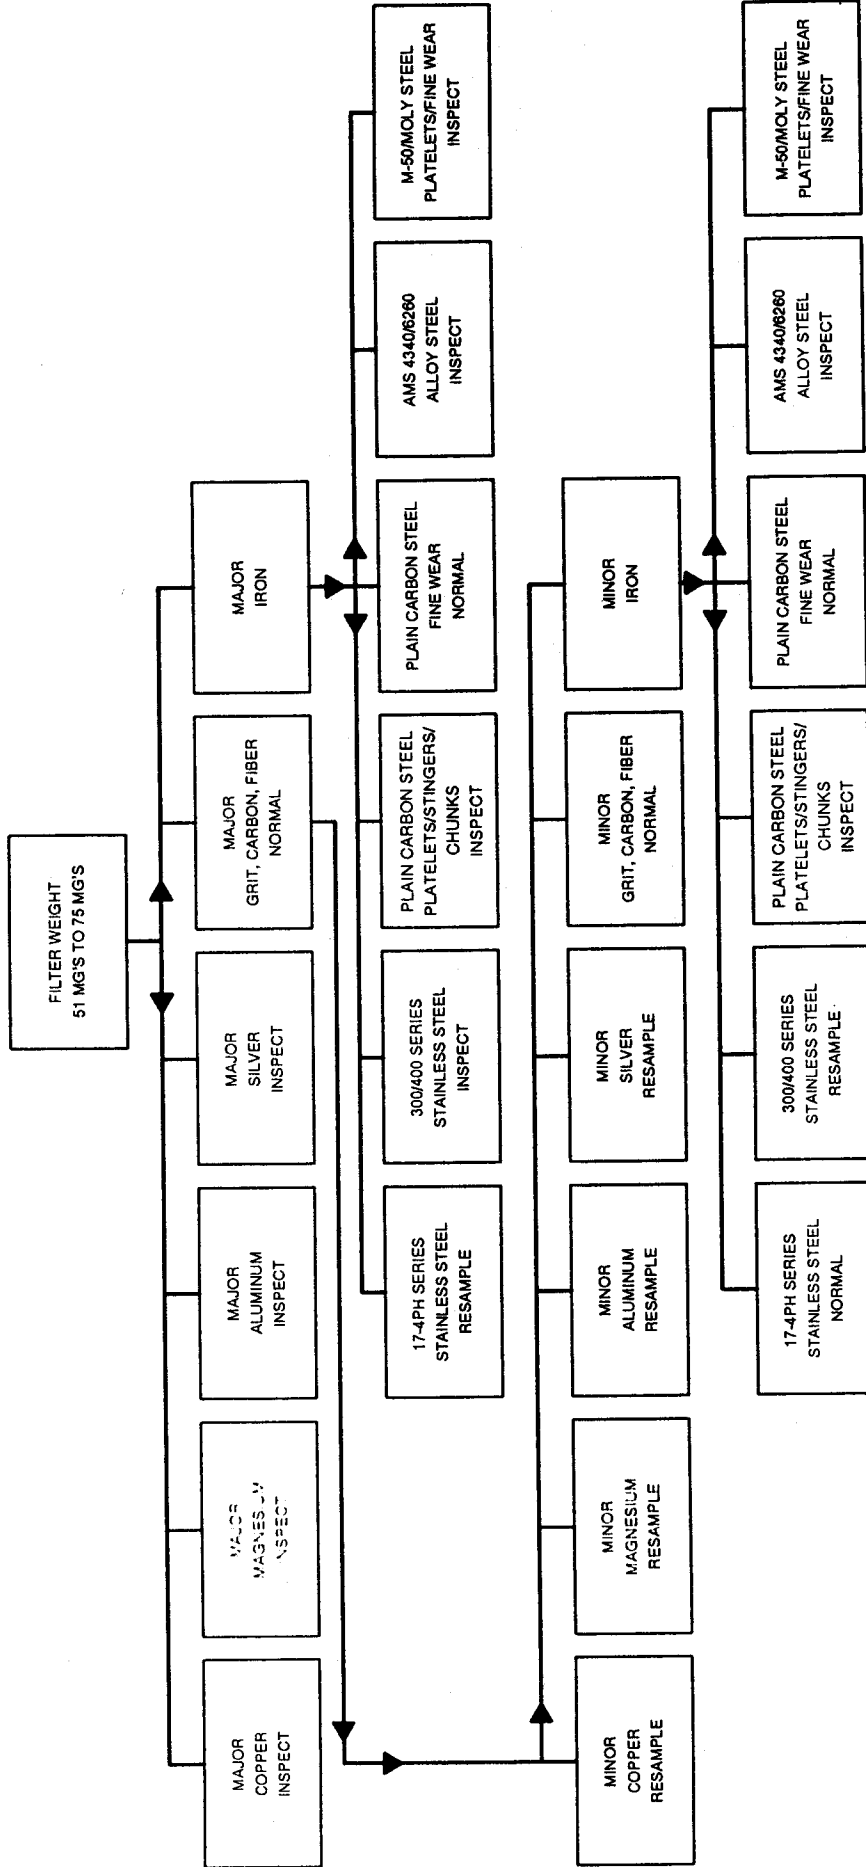 FILTER WEIGHT
51 MG'S TO 75 MG'S
MAJOR
COPPER
INSPECT
MAJOR
MAGNESIUM
INSPECT
MAJOR
ALUMINUM
INSPECT
MAJOR
SILVER
INSPECT
MAJOR
GRIT, CARBON, FIBER
NORMAL
MAJOR
IRON
17-4PH SERIES
STAINLESS STEEL
RESAMPLE
300/400 SERIES
STAINLESS STEEL
INSPECT
PLAIN CARBON STEEL
PLATELETS/STINGERS/
CHUNKS
INSPECT
PLAIN CARBON STEEL
FINE WEAR
NORMAL
AMS 4340/6260
ALLOY STEEL
INSPECT
M-50/MOLY STEEL
PLATELETS/FINE WEAR
INSPECT
MINOR
COPPER
RESAMPLE
MINOR
MAGNESIUM
RESAMPLE
MINOR
ALUMINUM
RESAMPLE
MINOR
SILVER
RESAMPLE
MINOR
GRIT, CARBON, FIBER
NORMAL
MINOR
IRON
17-4PH SERIES
STAINLESS STEEL
NORMAL
300/400 SERIES
STAINLESS STEEL
RESAMPLE
PLAIN CARBON STEEL
PLATELETS/STINGERS/
CHUNKS
INSPECT
PLAIN CARBON STEEL
FINE WEAR
NORMAL
AMS 4340/6260
ALLOY STEEL
INSPECT
M-50/MOLY STEEL
PLATELETS/FINE WEAR
INSPECT